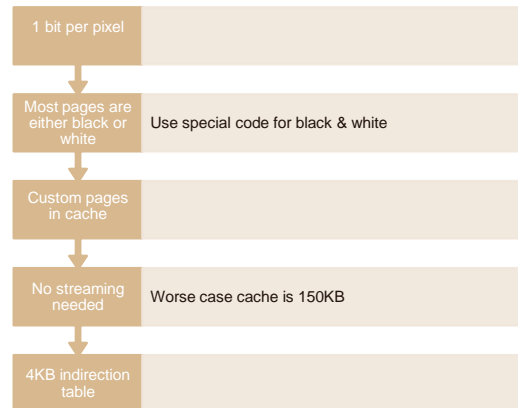 1 bit per pixel
Most pages are
either black or
white
Use special code for black & white
Custom pages
in cache
No streaming
needed
Worse case cache is 150KB
4KB indirection
table